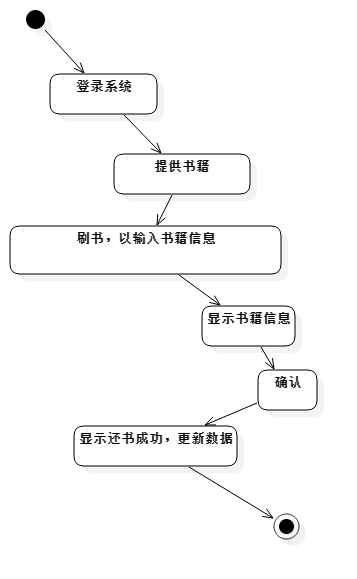 登录系统
提供书籍
刷书，以输入书籍信息
显示书籍信息
确认
显示还书成功，更新数据